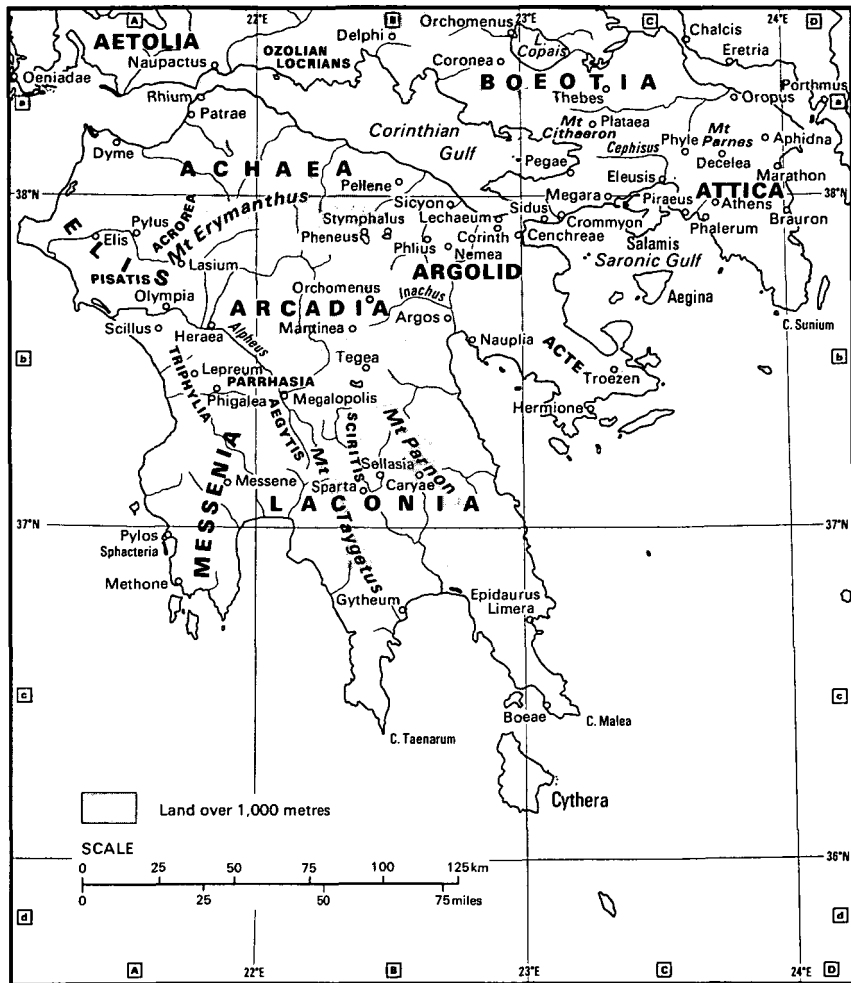 A
22°E
B
23°E
C
24°E
D
AETOLIA
Naupactus
Oeniadae
OZOLIAN
LOCRIANS
Delphi
Orchomenus
L. Copais
Coronea
BOEOTIA
Thebes
Chalcis
Eretria
Porthmus
Oropus
a
a
Rhium
Patrae
Dyme
Corinthian
Gulf
Plataea
Mt
Cithaeron
Pegae
Cephisus
Phyle
Mt
Parnes
Decelea
Aphidna
Marathon
Eleusis
ACHAEA
Pellene
38°N
38°N
Megara
ATTICA
Piraeus
Athens
Brauron
Phalerum
Salamis
Sicyon
Lechaeum
Sidus
Crommyon
Corinth
Cenchreae
Saronic Gulf
Aegina
C. Sunium
ELIS
Pylus
Elis
ACROREA
Mt Erymanthus
Lasium
PISATIS
Stymphalus
Pheneus
Phlius
Nemea
ARGOLID
Olympia
Scillus
Orchomenus
Inachus
ARCADIA
Heraea
Alpheus
Mantinea
Argos
Nauplia
b
b
ACTE
Troezen
Hermione
TRIPHYLIA
Lepreum
PARRHASIA
Phigalea
Megalopolis
Tegea
AEGYTIS
SCIRITIS
Mt Parnon
Mt Taygetus
MESSENIA
Messene
Sellasia
Sparta
Caryae
LACONIA
37°N
37°N
Pylos
Sphacteria
Methone
Gytheum
Epidaurus
Limera
c
c
Boeae
C. Malea
C. Taenarum
Cythera
Land over 1,000 metres
SCALE
0 25 50 75 100 125 km
0 25 50 75 miles
36°N
d
d
A
22°E
B
23°E
C
24°E
D